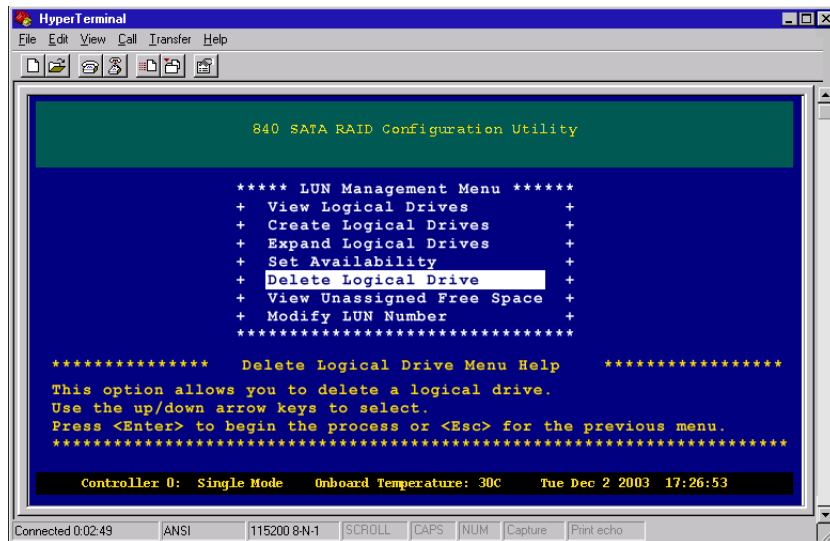 HyperTerminal
File Edit View Call Transfer Help
840 SATA RAID Configuration Utility
***** LUN Management Menu ******
+ View Logical Drives +
+ Create Logical Drives +
+ Expand Logical Drives +
+ Set Availability +
+ Delete Logical Drive +
+ View Unassigned Free Space +
+ Modify LUN Number +
********************************
*************** Delete Logical Drive Menu Help *****************
This option allows you to delete a logical drive.
Use the up/down arrow keys to select.
Press <Enter> to begin the process or <Esc> for the previous menu.
**********************************************************************
Controller 0: Single Mode Onboard Temperature: 30C Tue Dec 2 2003 17:26:53
Connected 0:02:49 ANSI 115200 8-N-1 SCROLL CAPS NUM Capture Print echo